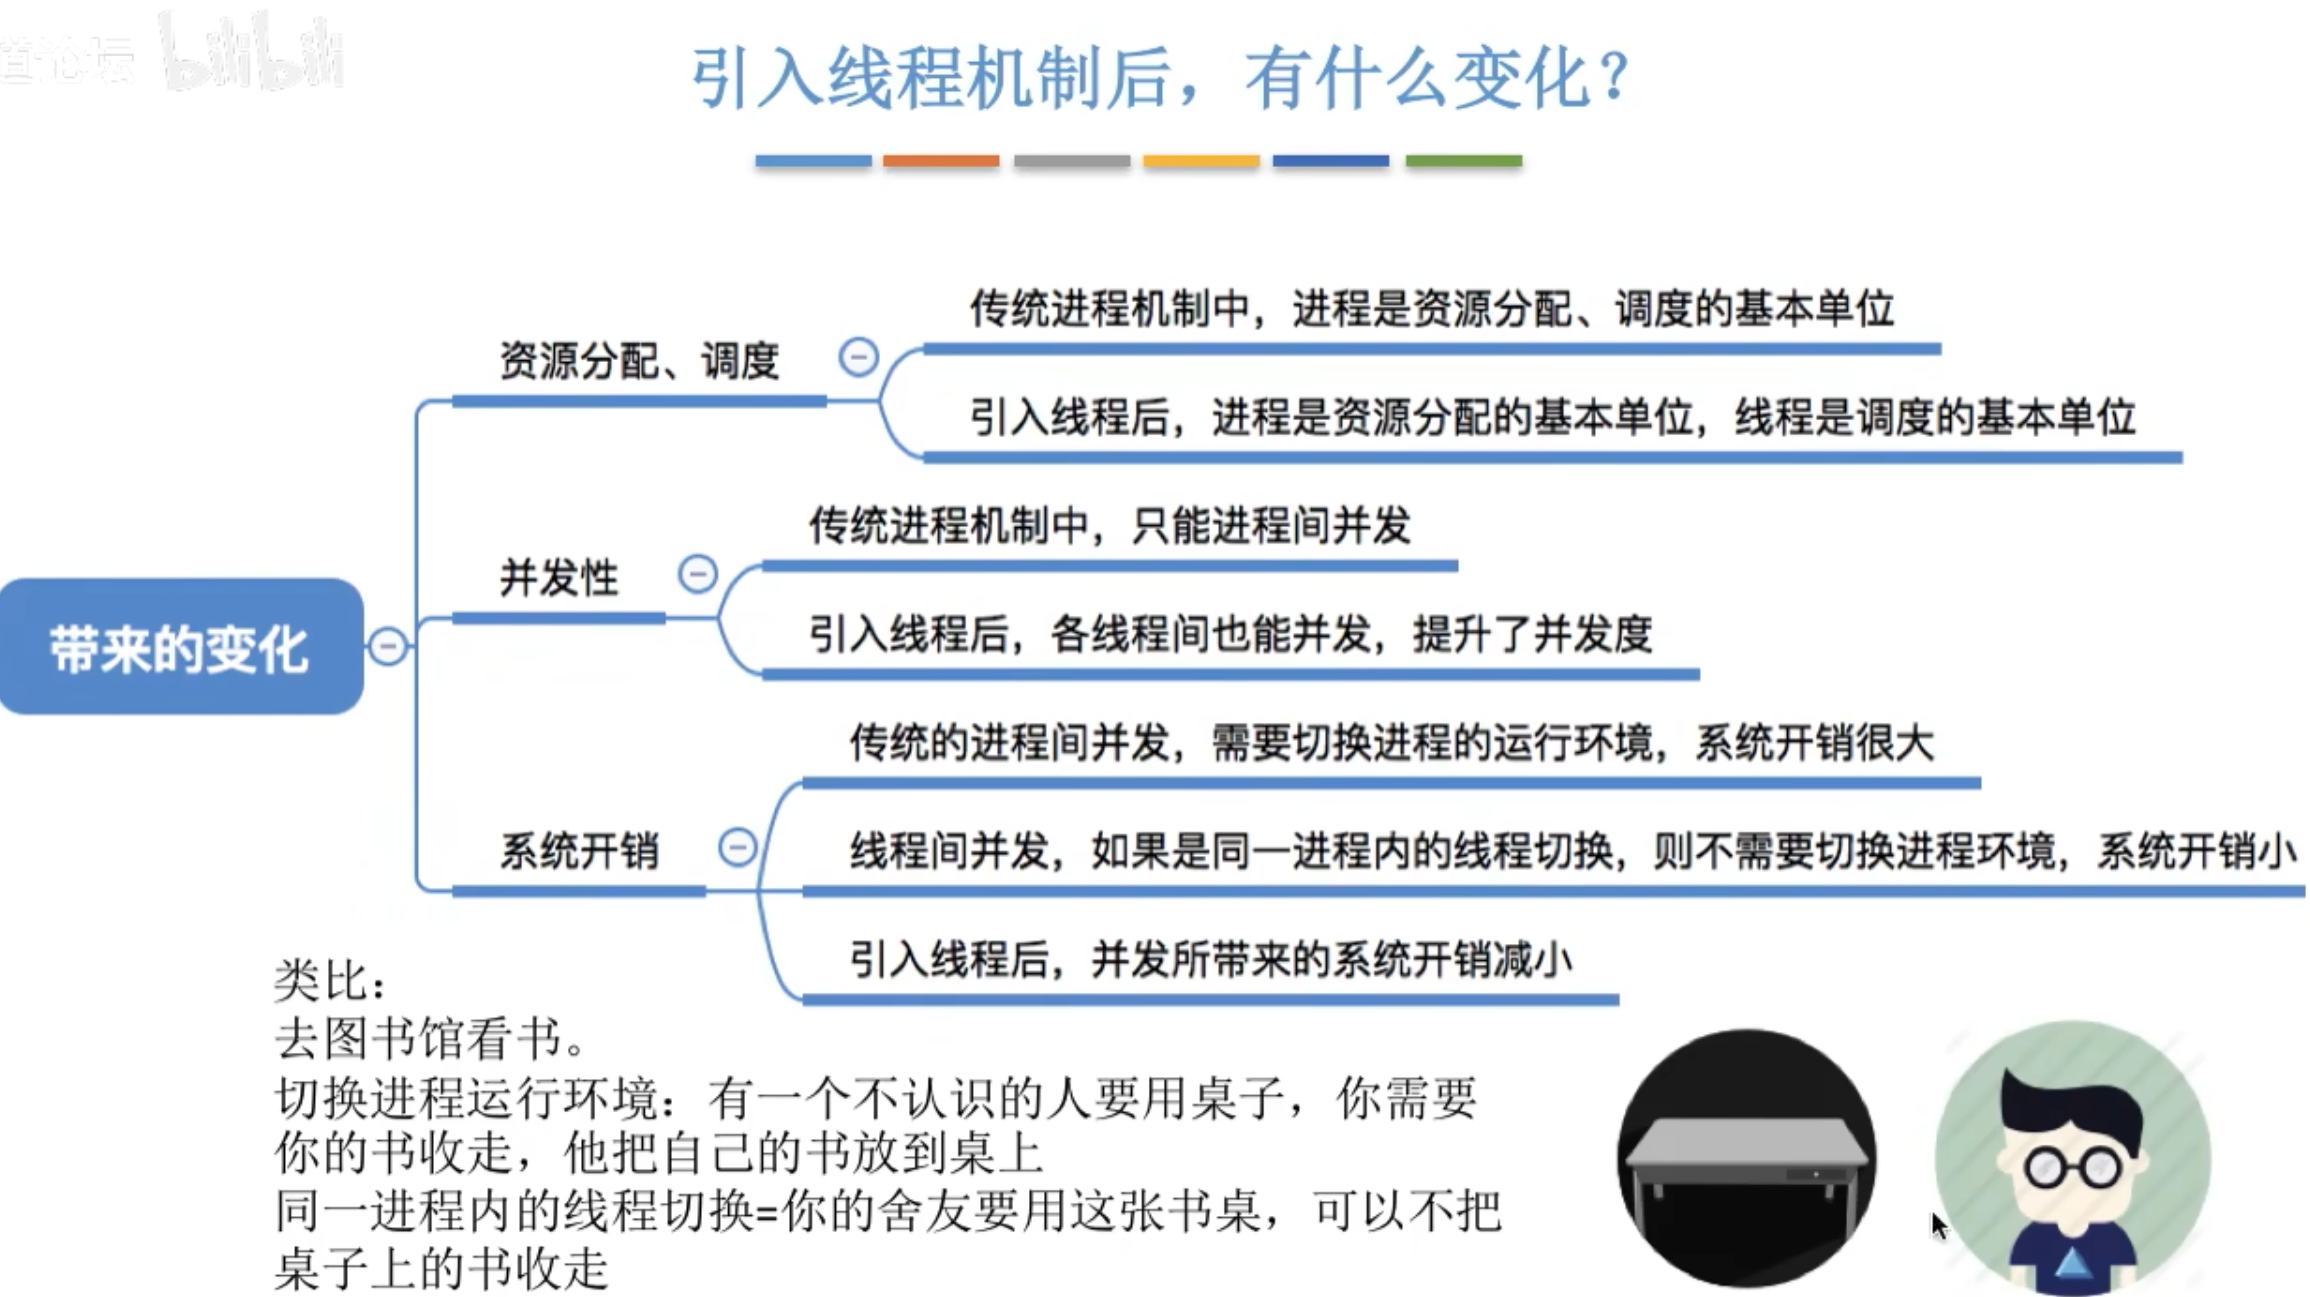 道论坛 bilibili
引入线程机制后，有什么变化？
带来的变化
资源分配、调度
传统进程机制中，进程是资源分配、调度的基本单位
引入线程后，进程是资源分配的基本单位，线程是调度的基本单位
并发性
传统进程机制中，只能进程间并发
引入线程后，各线程间也能并发，提升了并发度
系统开销
传统的进程间并发，需要切换进程的运行环境，系统开销很大
线程间并发，如果是同一进程内的线程切换，则不需要切换进程环境，系统开销小
引入线程后，并发所带来的系统开销减小
类比：
去图书馆看书。
切换进程运行环境：有一个不认识的人要用桌子，你需要
你的书收走，他把自己的书放到桌上
同一进程内的线程切换=你的舍友要用这张书桌，可以不把
桌子上的书收走